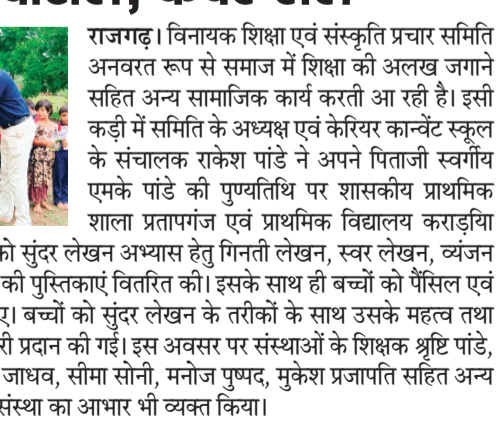 राजगढ़। विनायक शिक्षा एवं संस्कृति प्रचार समिति
अनवरत रूप से समाज में शिक्षा की अलख जगाने
सहित अन्य सामाजिक कार्य करती आ रही है। इसी
कड़ी में समिति के अध्यक्ष एवं केरियर कान्वेंट स्कूल
के संचालक राकेश पांडे ने अपने पिताजी स्वर्गीय
एमके पांडे की पुण्यतिथि पर शासकीय प्राथमिक
शाला प्रतापगंज एवं प्राथमिक विद्यालय कराड़िया
को सुंदर लेखन अभ्यास हेतु गिनती लेखन, स्वर लेखन, व्यंजन
की पुस्तिकाएं वितरित की। इसके साथ ही बच्चों को पैंसिल एवं
बच्चों को सुंदर लेखन के तरीकों के साथ उसके महत्व तथा
प्रदान की गई। इस अवसर पर संस्थाओं के शिक्षक श्रृष्टि पांडे,
जाधव, सीमा सोनी, मनोज पुष्पद, मुकेश प्रजापति सहित अन्य
संस्था का आभार भी व्यक्त किया।